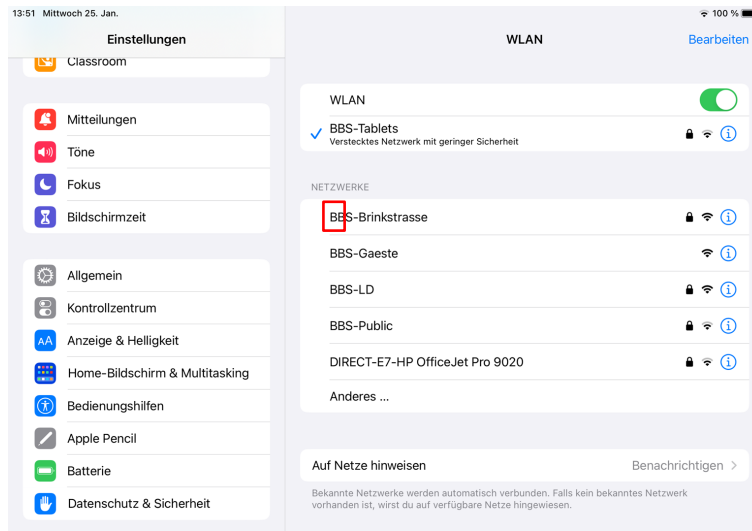 13:51 Mittwoch 25. Jan.
100 %
Einstellungen
Classroom
Mitteilungen
Töne
Fokus
Bildschirmzeit
Allgemein
Kontrollzentrum
AA
Anzeige & Helligkeit
Home-Bildschirm & Multitasking
Bedienungshilfen
Apple Pencil
Batterie
Datenschutz & Sicherheit
WLAN
Bearbeiten
WLAN
BBS-Tablets
Verstecktes Netzwerk mit geringer Sicherheit
NETZWERKE
BBS-Brinkstrasse
BBS-Gaeste
BBS-LD
BBS-Public
DIRECT-E7-HP OfficeJet Pro 9020
Anderes ...
Auf Netze hinweisen
Benachrichtigen
Bekannte Netzwerke werden automatisch verbunden. Falls kein bekanntes Netzwerk
vorhanden ist, wirst du auf verfügbare Netze hingewiesen.